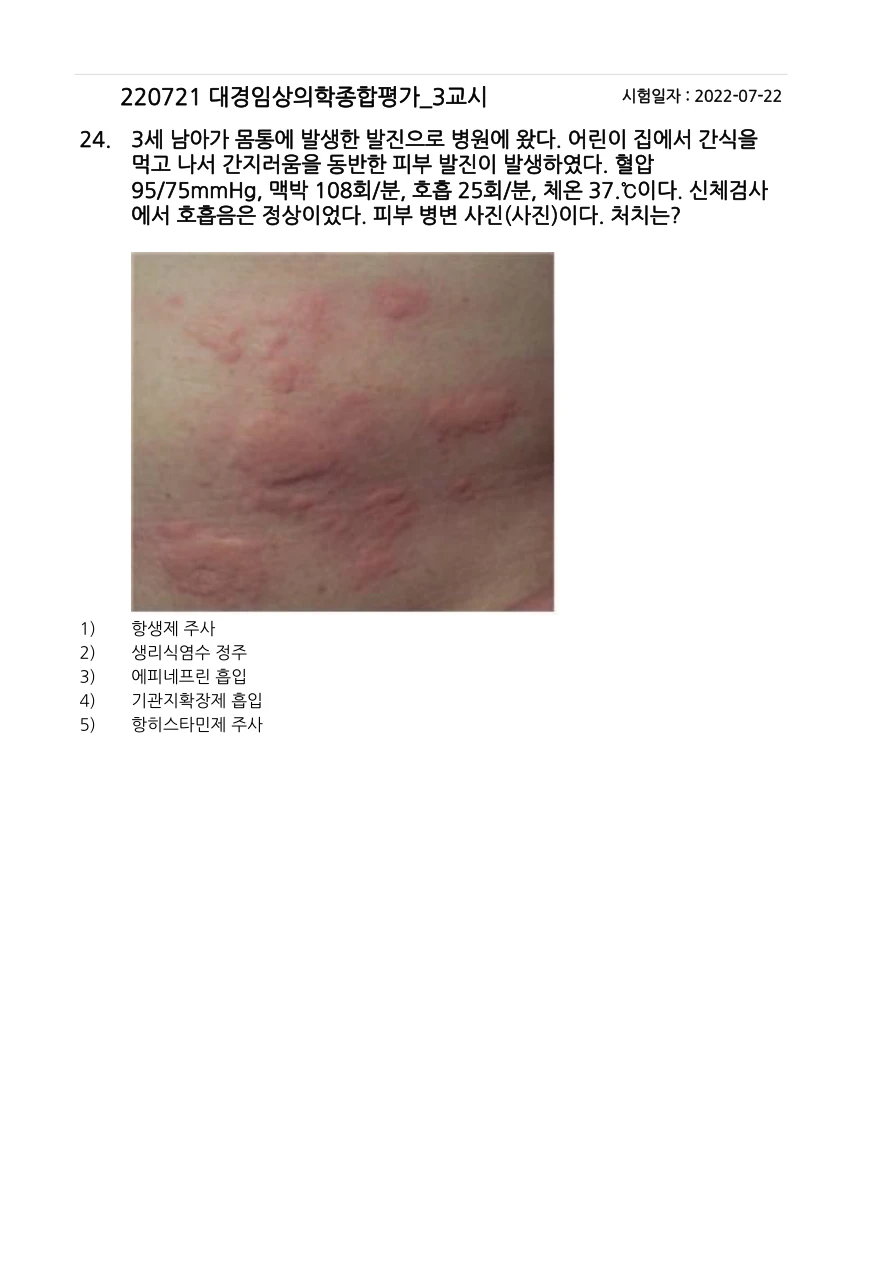 220721 대경임상의학종합평가_3교시
시험일자 : 2022-07-22
24. 3세 남아가 몸통에 발생한 발진으로 병원에 왔다. 어린이 집에서 간식을
먹고 나서 간지러움을 동반한 피부 발진이 발생하였다. 혈압
95/75mmHg, 맥박 108회/분, 호흡 25회/분, 체온 37.℃이다. 신체검사
에서 호흡음은 정상이었다. 피부 병변 사진(사진)이다. 처치는?
1) 항생제 주사
2) 생리식염수 정주
3) 에피네프린 흡입
4) 기관지확장제 흡입
5) 항히스타민제 주사